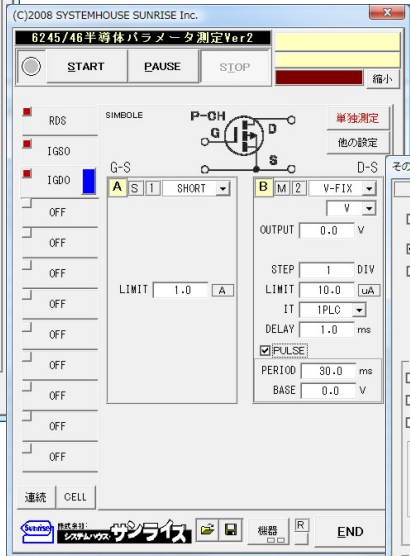 (C)2008 SYSTEMHOUSE SUNRISE Inc.
6245/46半導体パラメータ測定Ver2
START PAUSE STOP
縮小
RDS
IGSO
IGDO
OFF
OFF
OFF
OFF
OFF
OFF
OFF
OFF
OFF
連続 CELL
SIMBOLE P-CH
G D S
単独測定
他の設定
G-S D-S
A S 1 SHORT
LIMIT 1.0 A
B M 2 V-FIX
V
OUTPUT 0.0 V
STEP 1 DIV
LIMIT 10.0 uA
IT 1PLC
DELAY 1.0 ms
PULSE
PERIOD 30.0 ms
BASE 0.0 V
Sunrise 株式会社 システムハウス サンライズ
機器 R END
その